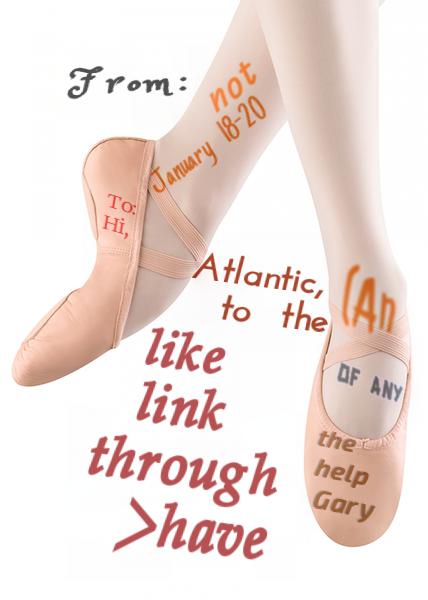 From:
not
January 18-20
To:
Hi,
Atlantic,
to the
(An
OF ANY
like
link
through
>have
the
help
Gary